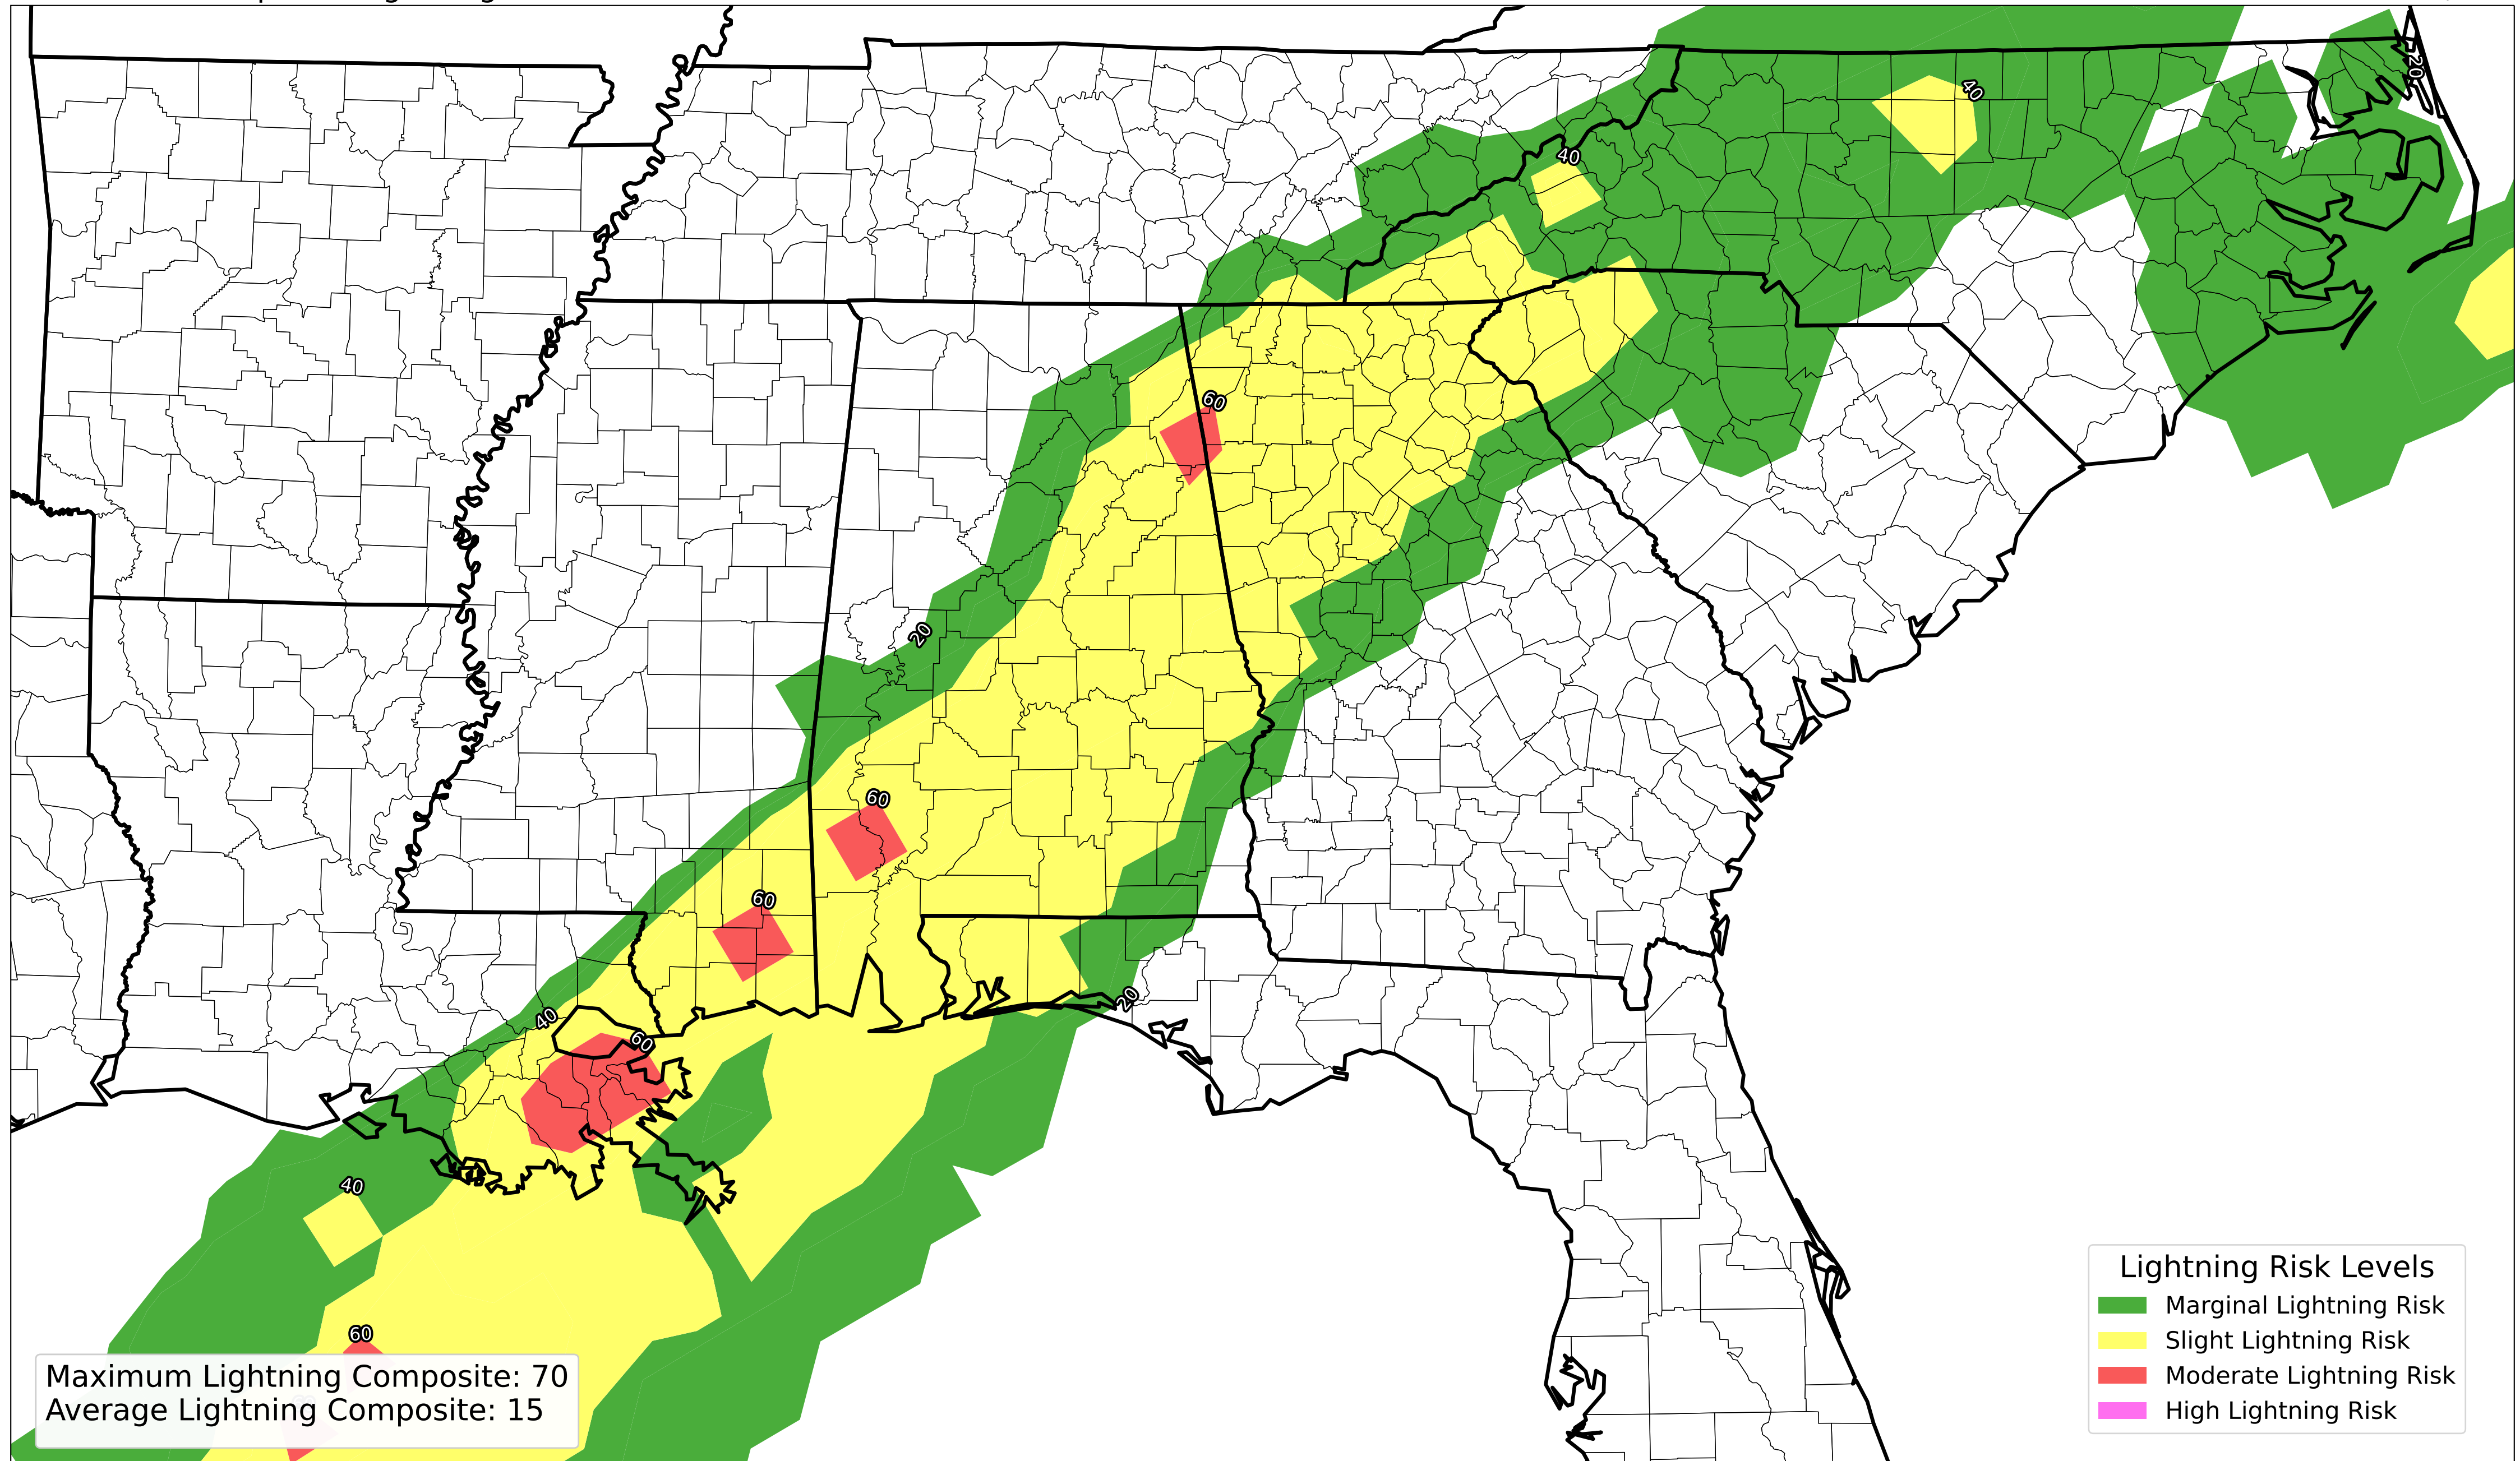 40
20
40
60
20
60
60
20
40
60
40
60
Maximum Lightning Composite: 70
Average Lightning Composite: 15
Lightning Risk Levels
Marginal Lightning Risk
Slight Lightning Risk
Moderate Lightning Risk
High Lightning Risk